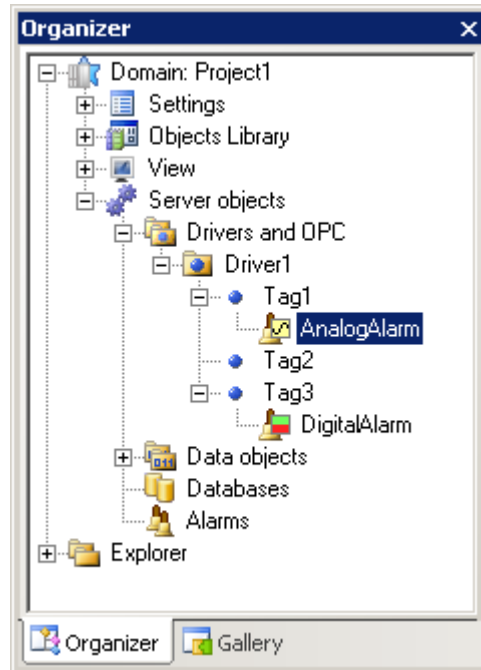 Organizer
Domain: Project1
Settings
Objects Library
View
Server objects
Drivers and OPC
Driver1
Tag1
AnalogAlarm
Tag2
Tag3
DigitalAlarm
Data objects
Databases
Alarms
Explorer
Organizer Gallery